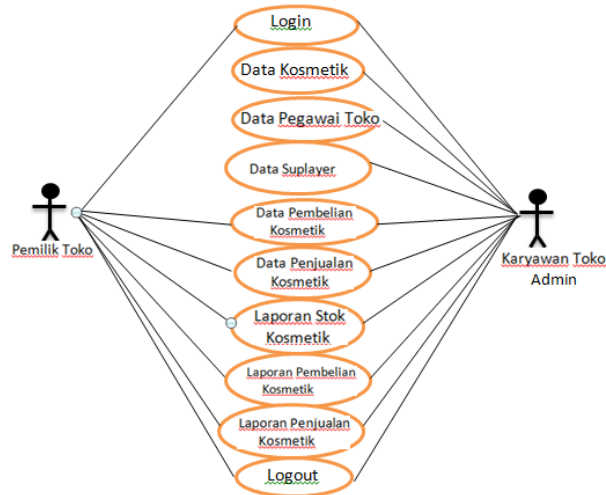 Login
Data Kosmetik
Data Pegawai Toko
Data Suplayer
Data Pembelian
Kosmetik
Pemilik Toko
Karyawan Toko
Admin
Data Penjualan
Kosmetik
Laporan Stok
Kosmetik
Laporan Pembelian
Kosmetik
Laporan Penjualan
Kosmetik
Logout